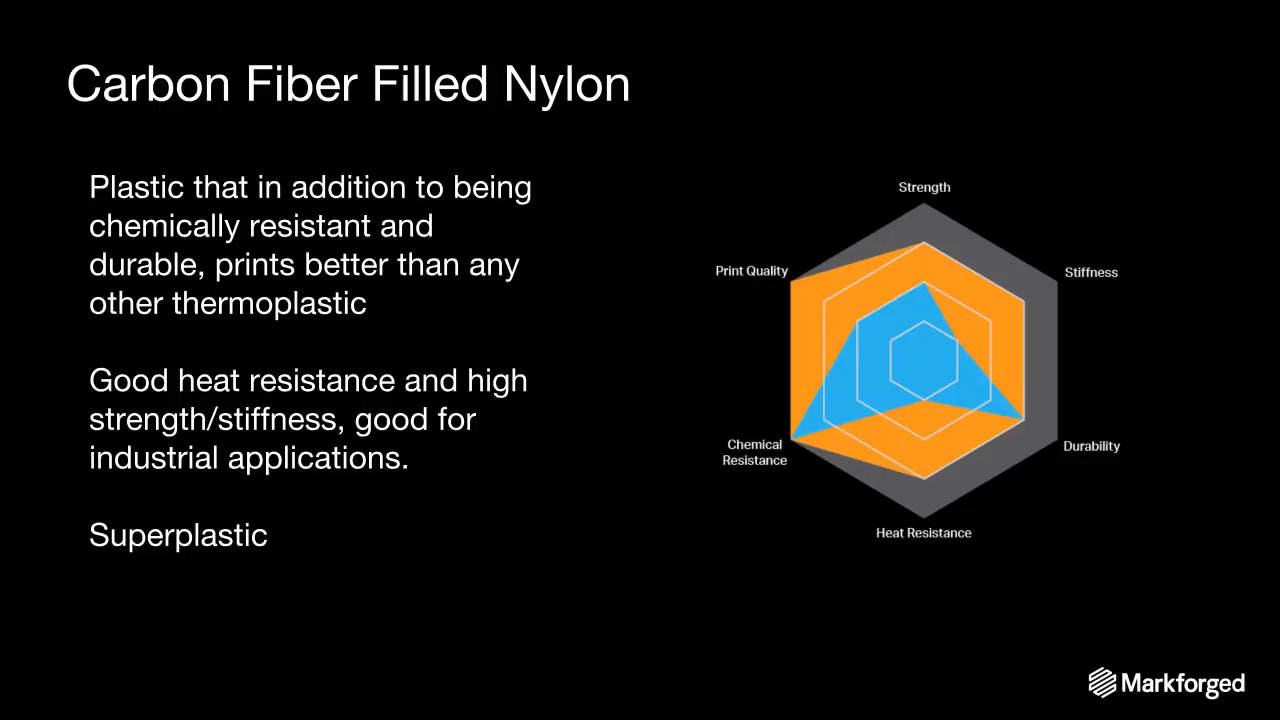 Carbon Fiber Filled Nylon
Plastic that in addition to being
chemically resistant and
durable, prints better than any
other thermoplastic
Good heat resistance and high
strength/stiffness, good for
industrial applications.
Superplastic
Strength
Print Quality
Stiffness
Chemical
Resistance
Durability
Heat Resistance
Markforged